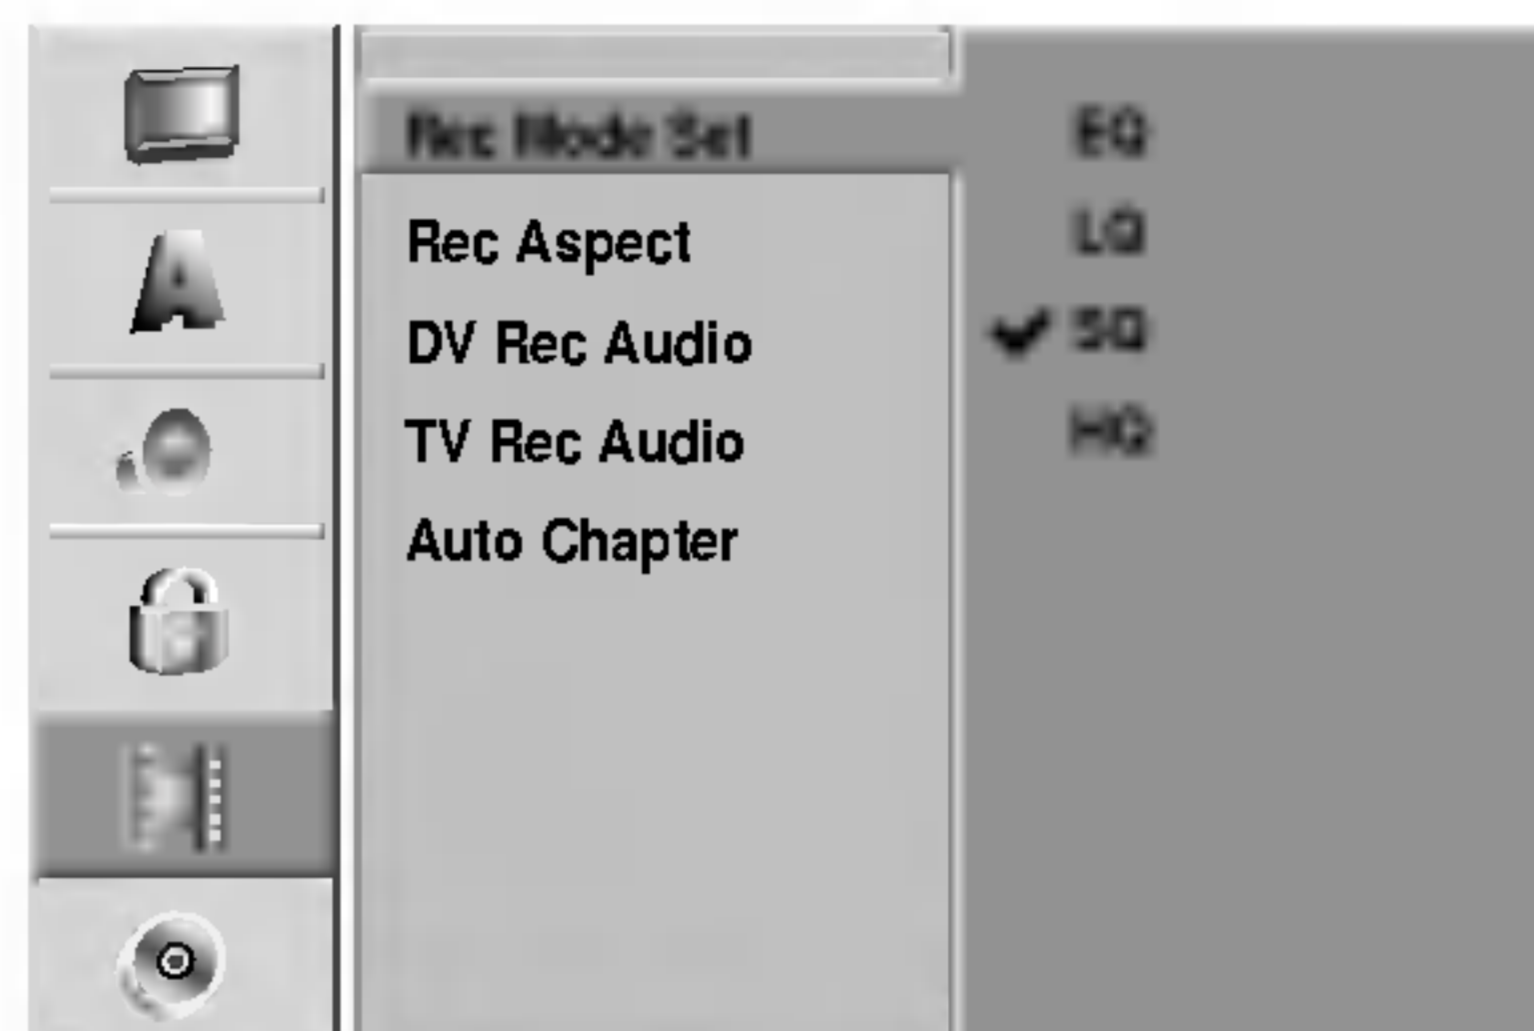 Rec Mode Set
Rec Aspect
DV Rec Audio
TV Rec Audio
Auto Chapter
EQ
LQ
SQ
HQ